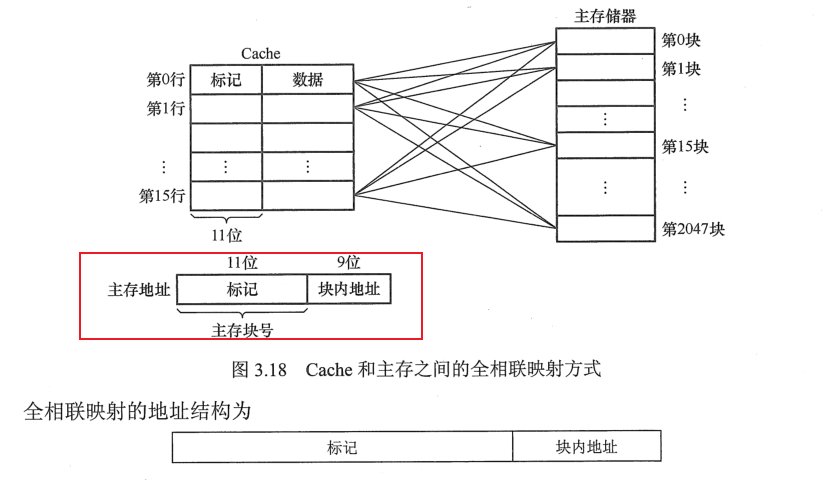 主存储器
Cache
第0行 标记 数据
第1行
⋮ ⋮ ⋮
第15行
11位
第0块
第1块
⋮
⋮
第15块
⋮ ⋮
第2047块
11位 9位
主存地址 标记 块内地址
主存块号
图 3.18 Cache 和主存之间的全相联映射方式
全相联映射的地址结构为
标记 块内地址